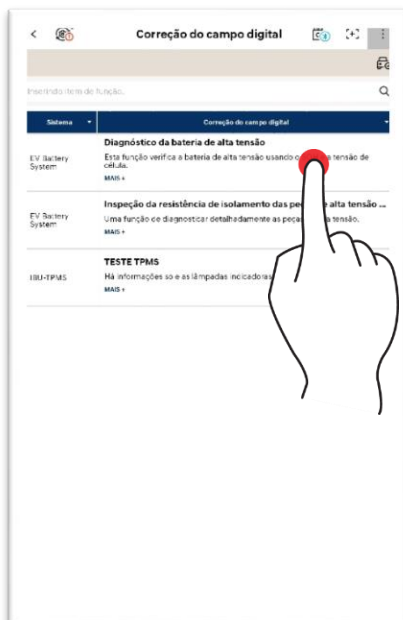 Correção do campo digital
Inserindo item de função.
Sistema
Correção do campo digital
Diagnóstico da bateria de alta tensão
EV Battery
System
Esta função verifica a bateria de alta tensão usando o tensão de
célula.
MAIS +
Inspeção da resistência de isolamento das alta tensão ...
EV Battery
System
Uma função de diagnosticar detalhadamente as peças tensão.
MAIS +
TESTE TPMS
IBU-TPMS
Há informações so e as lâmpadas indicadoras
MAIS +